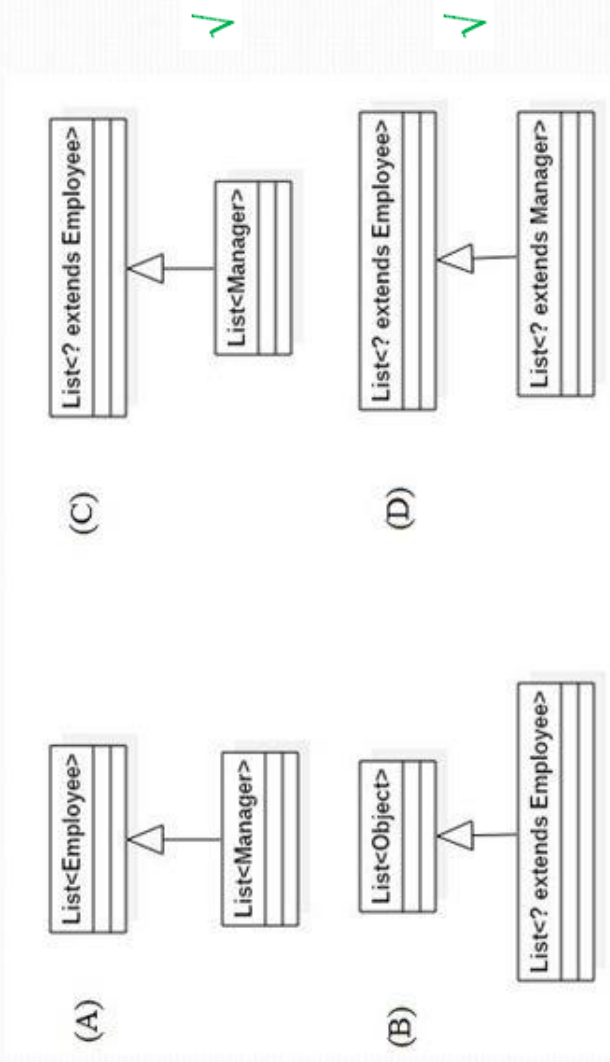 (A)
List<Employee>
List<Manager>
(C)
List<? extends Employee>
List<Manager>
√
(B)
List<Object>
List<? extends Employee>
(D)
List<? extends Employee>
List<? extends Manager>
√